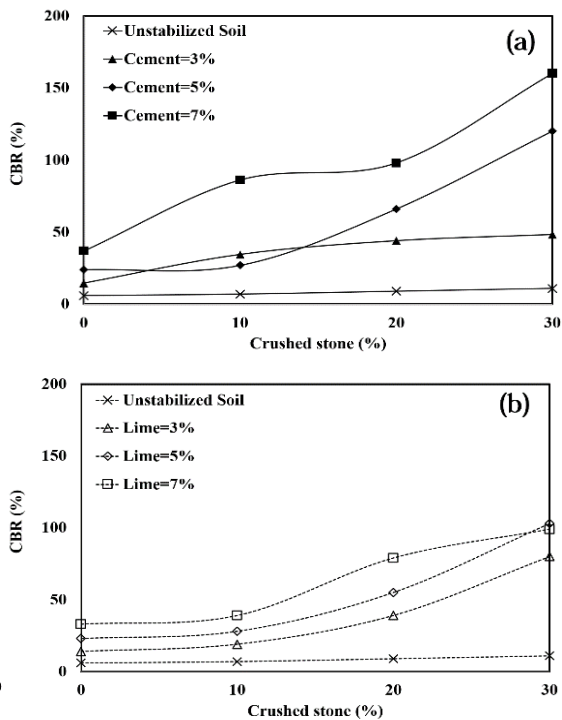 200
(a)
Unstabilized Soil
Cement=3%
150
Cement=5%
Cement=7%
CBR (%)
100
50
0
0 10 20 30
Crushed stone (%)
200
(b)
Unstabilized Soil
Lime=3%
150
Lime=5%
Lime=7%
CBR (%)
100
50
0
0 10 20 30
Crushed stone (%)